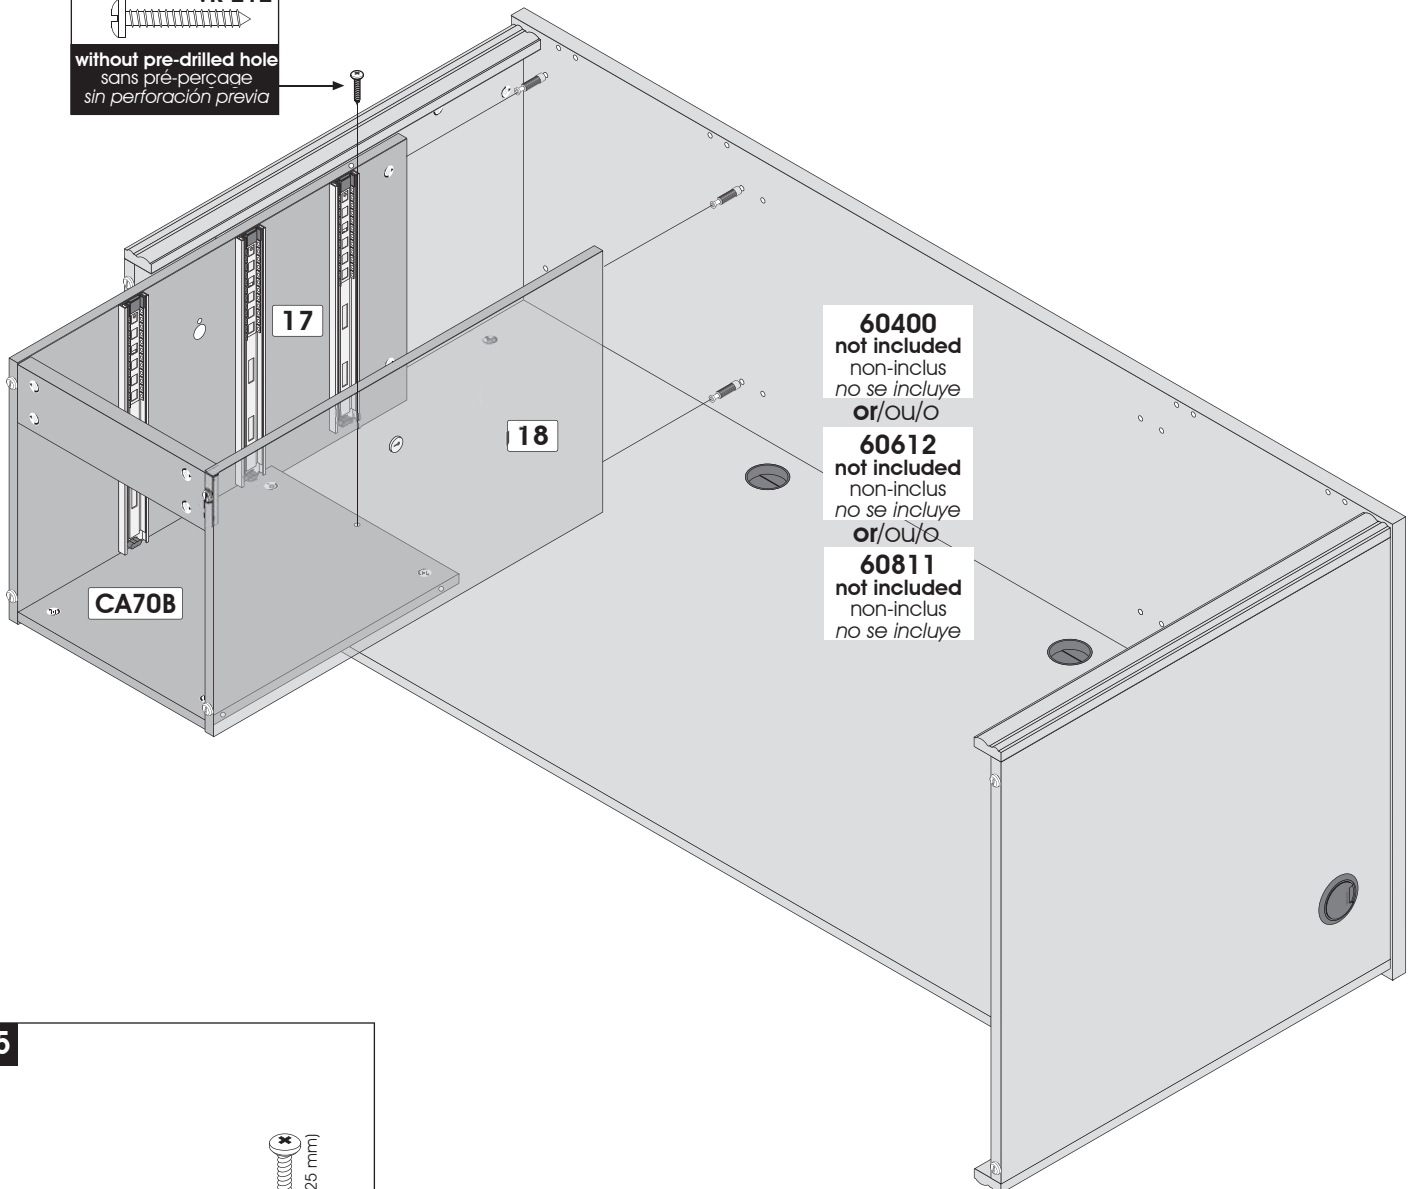 without pre-drilled hole
sans pré-perçage
sin perforación previa
17
18
CA70B
60400
not included
non-inclus
no se incluye
or/ou/o
60612
not included
non-inclus
no se incluye
or/ou/o
60811
not included
non-inclus
no se incluye
5
25 mm)